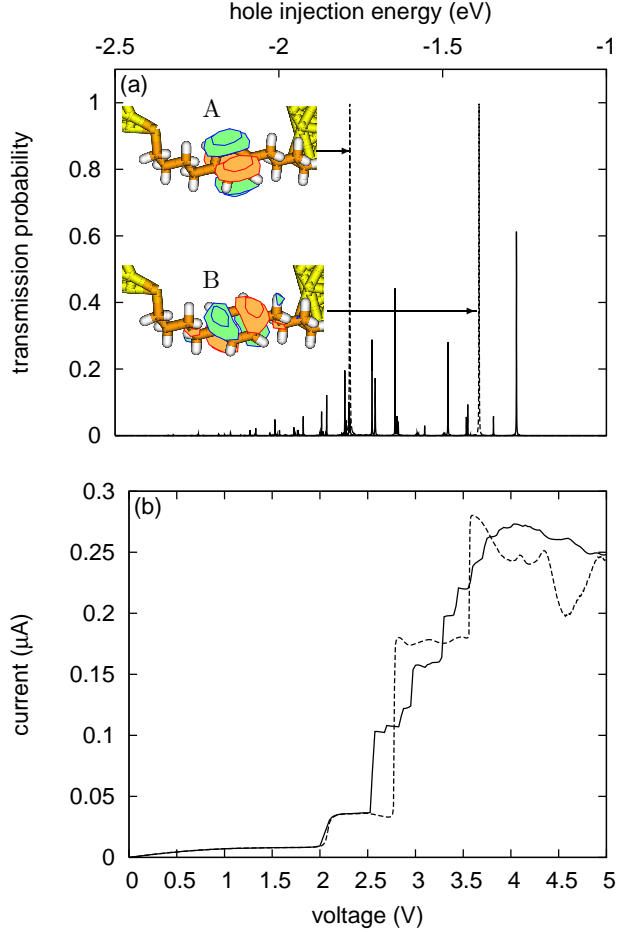 hole injection energy (eV)
-2.5 -2 -1.5 -1
(a)
1
0.8
0.6
0.4
0.2
0
transmission probability
A
B
(b)
0.3
0.25
0.2
0.15
0.1
0.05
0
current (μA)
0 0.5 1 1.5 2 2.5 3 3.5 4 4.5 5
voltage (V)